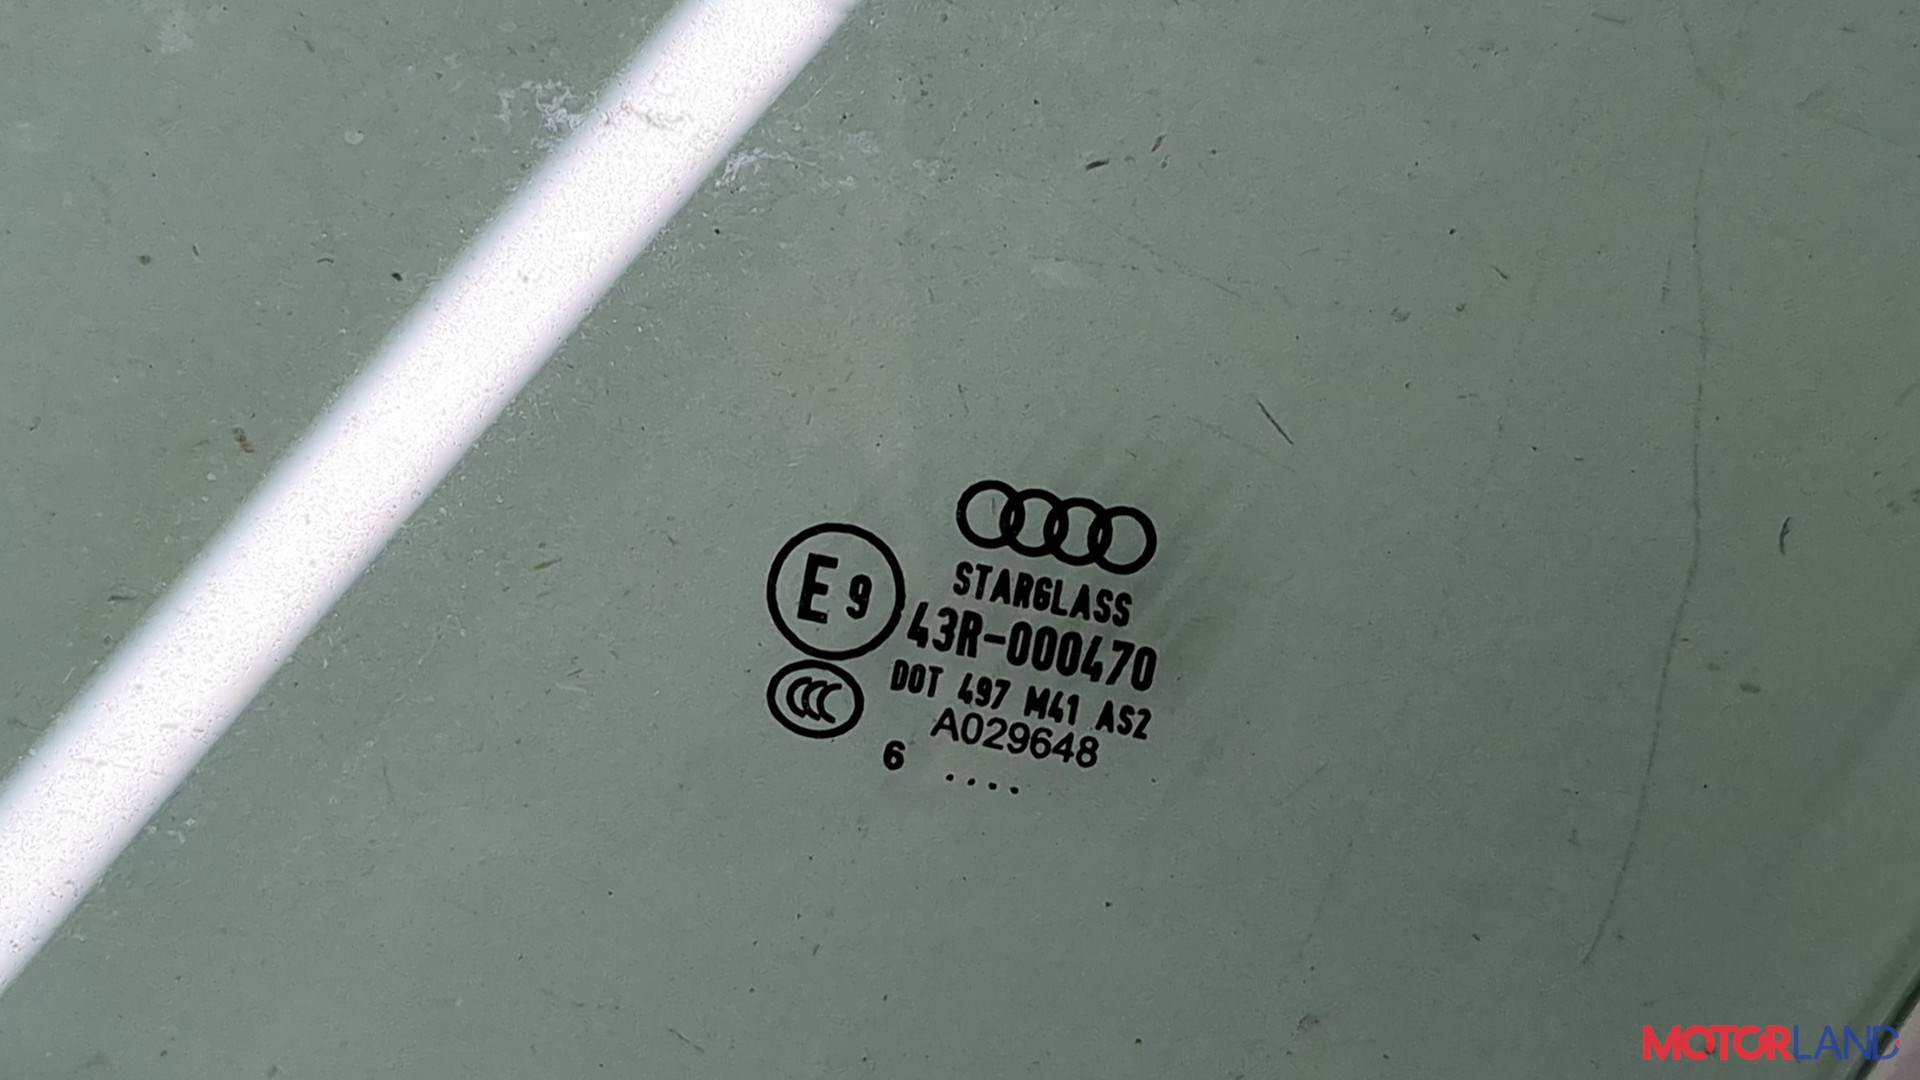 STARGLASS
E9
43R-000470
DOT 497 M41 AS2
CCC
A029648
6 ....
MOTORLAND